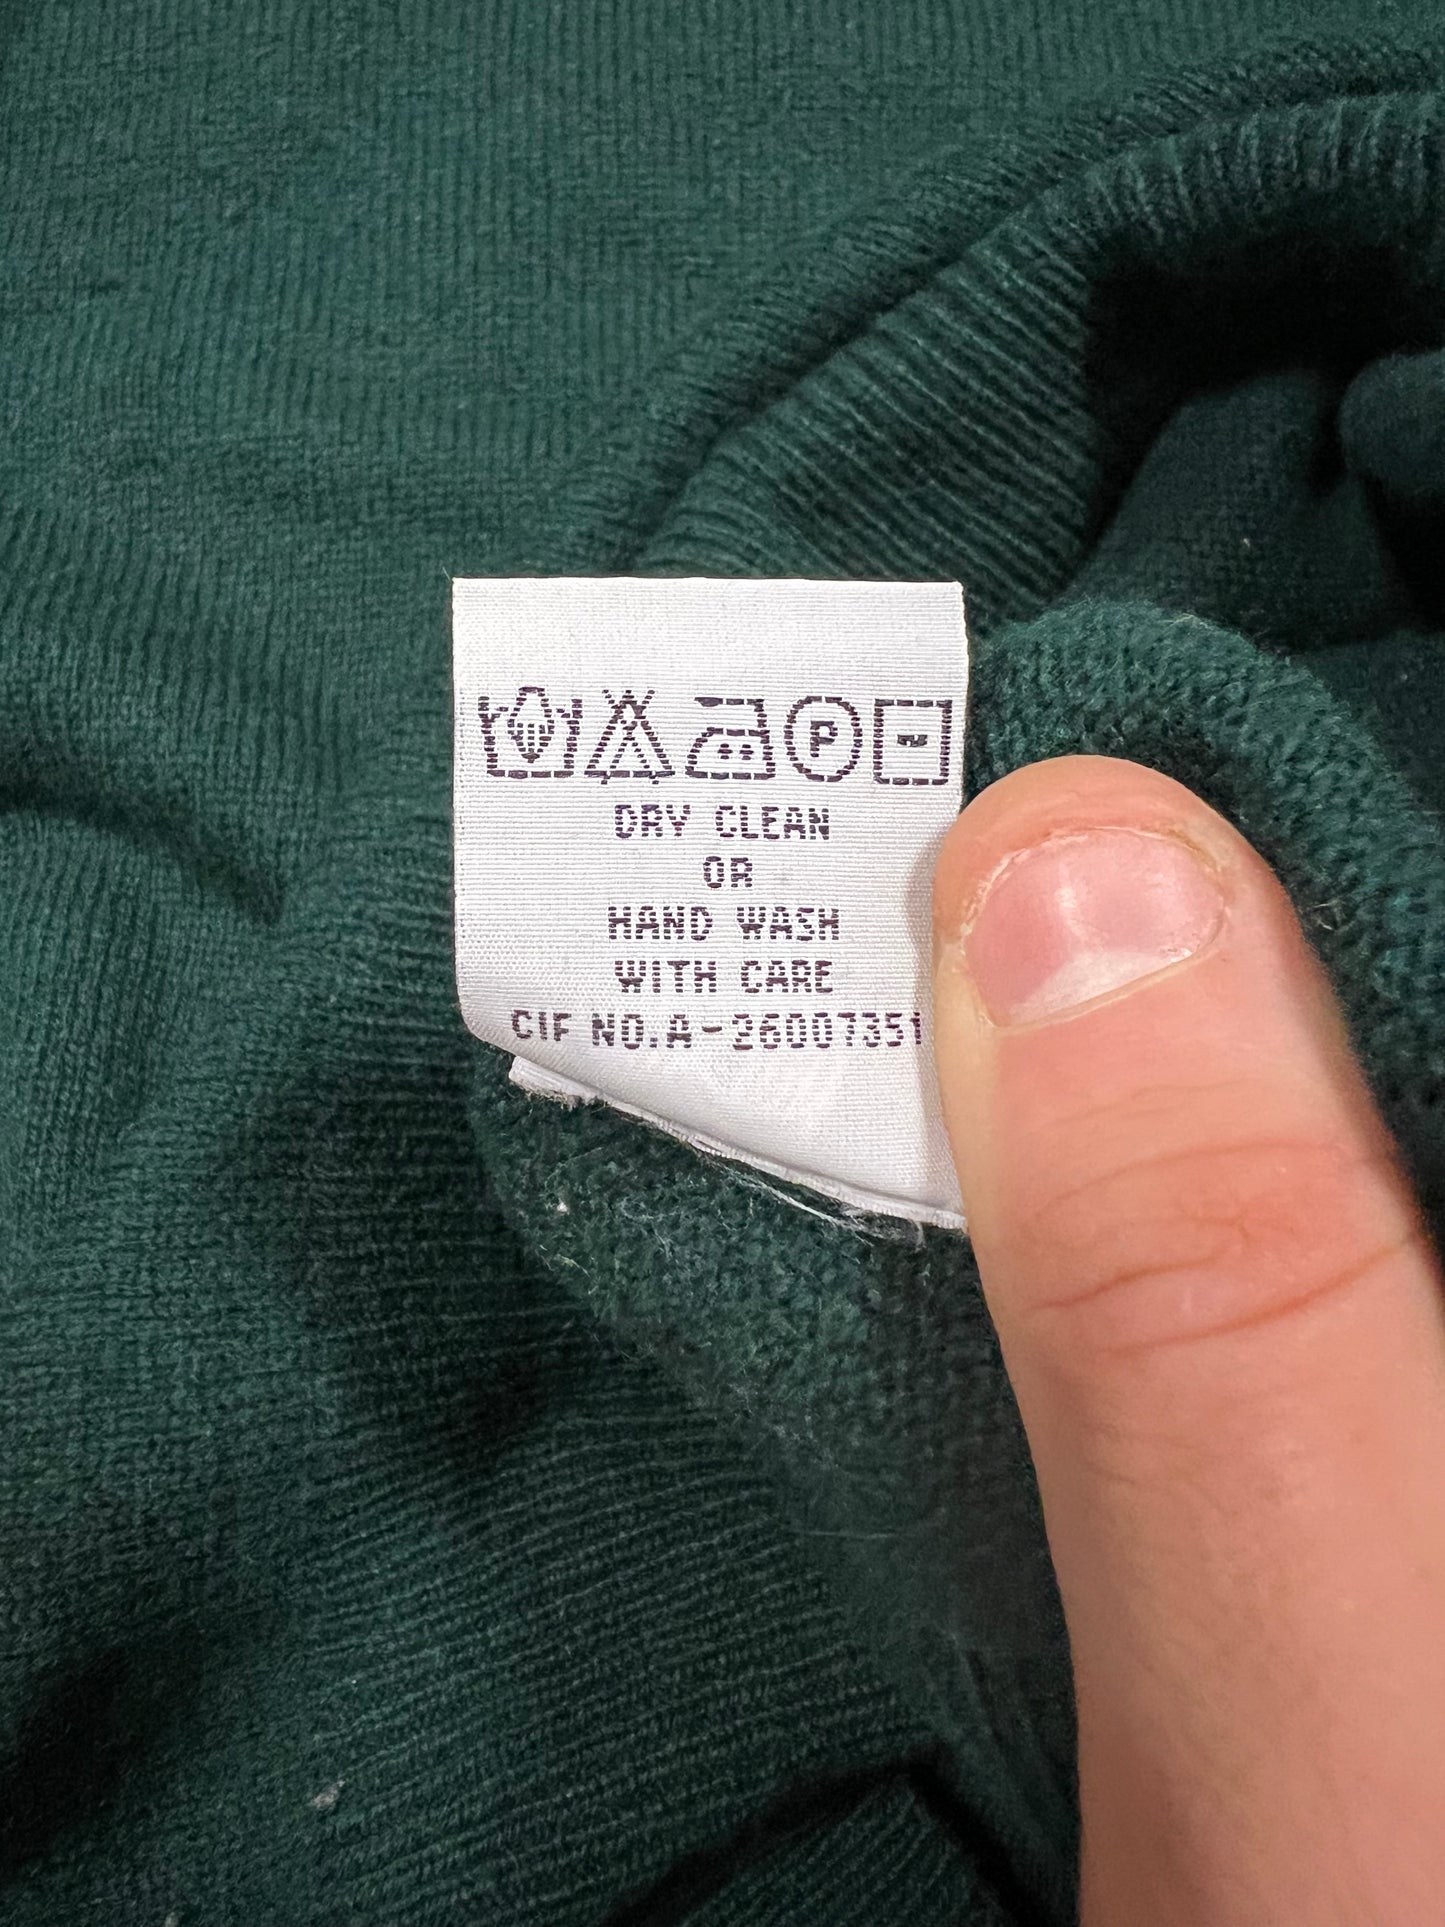 P
DRY CLEAN
OR
HAND WASH
WITH CARE
CIF NO.A-26007351